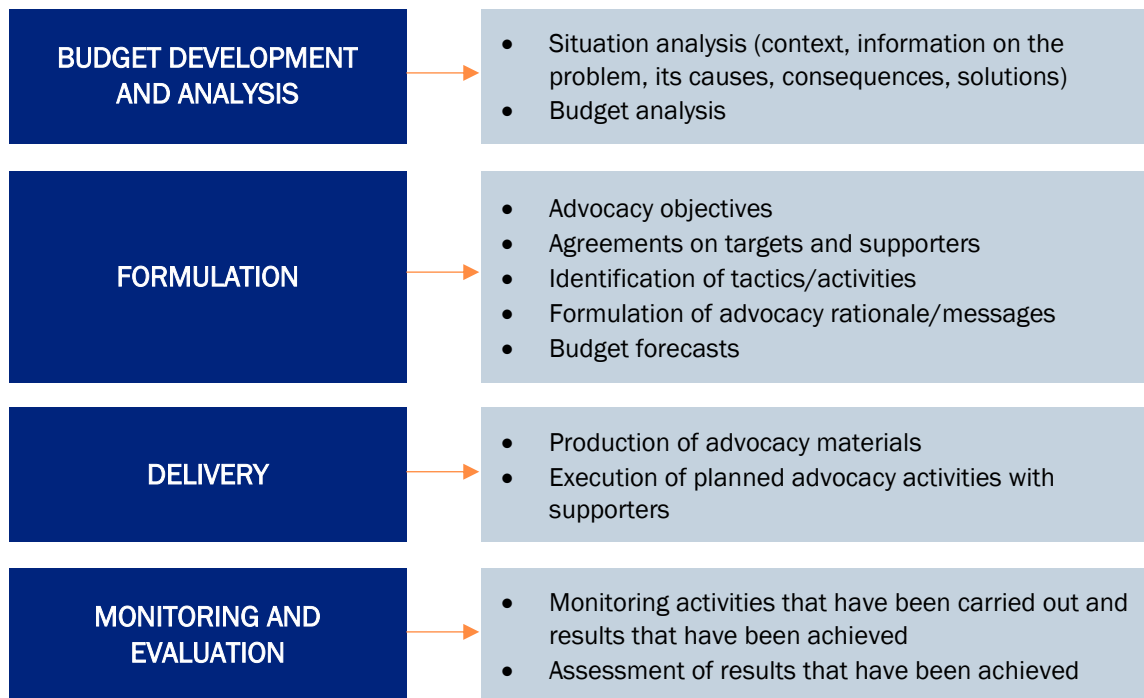 BUDGET DEVELOPMENT
AND ANALYSIS
• Situation analysis (context, information on the
problem, its causes, consequences, solutions)
• Budget analysis
FORMULATION
• Advocacy objectives
• Agreements on targets and supporters
• Identification of tactics/activities
• Formulation of advocacy rationale/messages
• Budget forecasts
DELIVERY
• Production of advocacy materials
• Execution of planned advocacy activities with
supporters
MONITORING AND
EVALUATION
• Monitoring activities that have been carried out and
results that have been achieved
• Assessment of results that have been achieved